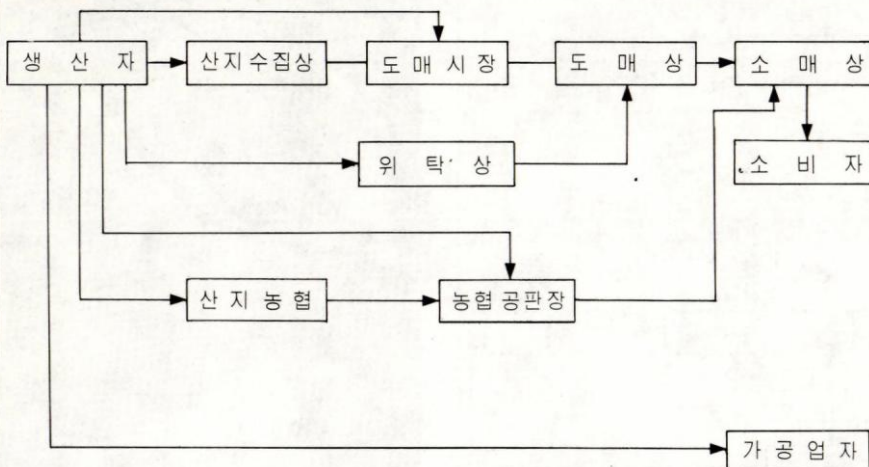 생산자 산지수집상 도매시장 도매상 소매상
위탁상 소비자
산지농협 농협공판장
가공업자